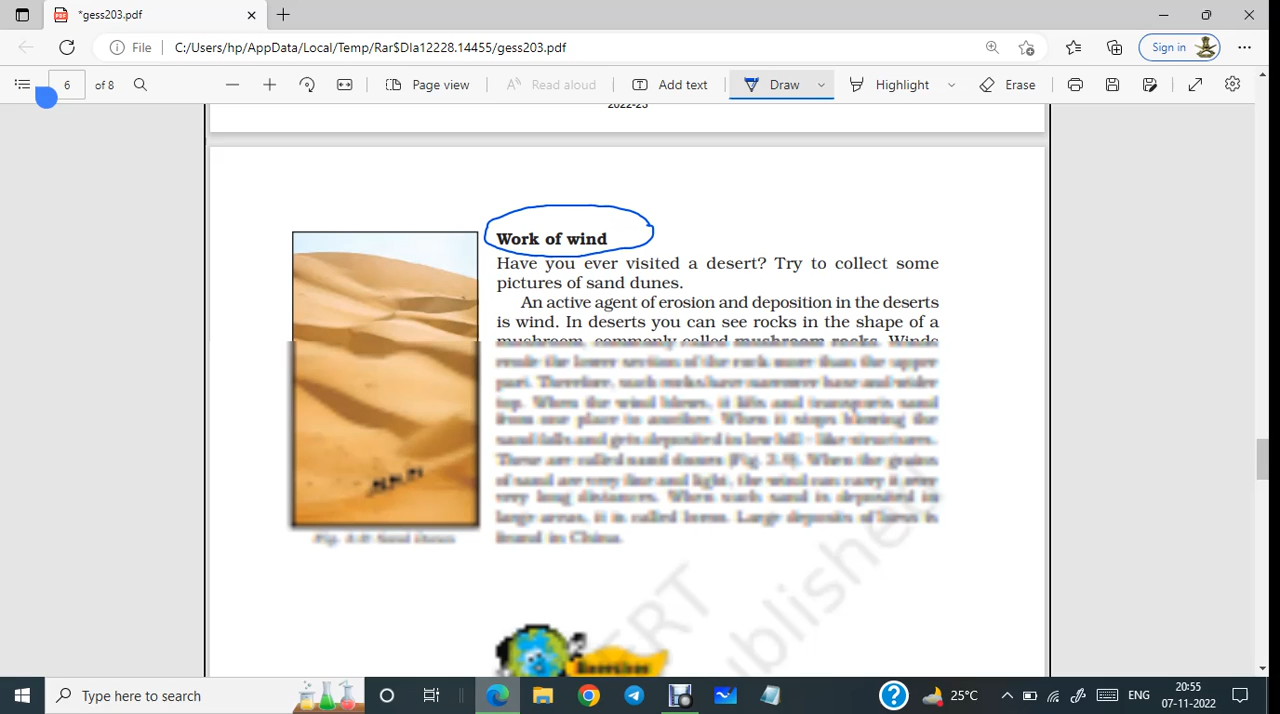 *gess203.pdf
File C:/Users/hp/AppData/Local/Temp/Rar$DIa12228.14455/gess203.pdf
Sign in
6 of 8
Page view
Read aloud
Add text
Draw
Highlight
Erase
2022-23
Work of wind
Have you ever visited a desert? Try to collect some
pictures of sand dunes.
An active agent of erosion and deposition in the deserts
is wind. In deserts you can see rocks in the shape of a
mushroom, commonly called mushroom rocks. Winds
erode the lower section of the rock more than the upper
part. Therefore, such rocks have narrower base and wider
top. When the wind blows, it lifts and transports sand
from one place to another. When it stops blowing the
sand falls and gets deposited in low hill – like structures.
These are called sand dunes (Fig. 3.9). When the grains
of sand are very fine and light, the wind can carry it over
very long distances. When such sand is deposited in
large areas, it is called loess. Large deposits of loess is
found in China.
Sand Dunes
Exercises
Type here to search
25°C
ENG
20:55
07-11-2022